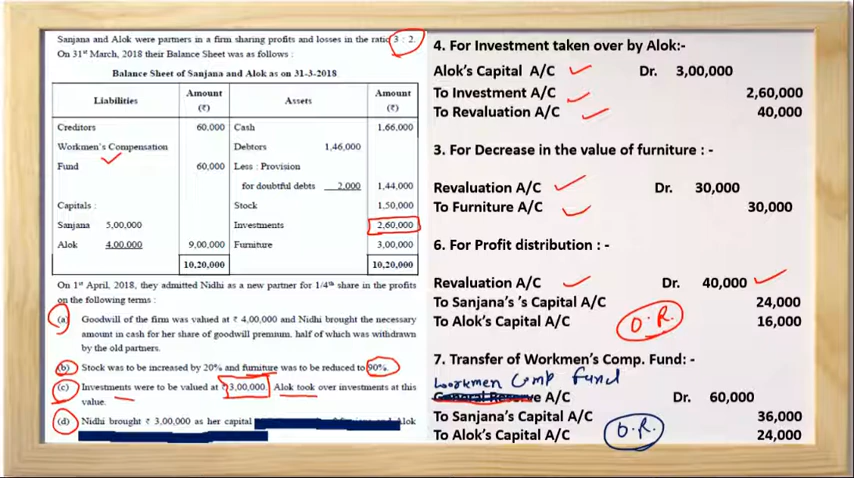 Sanjana and Alok were partners in a firm sharing profits and losses in the ratio 3 : 2.
On 31st March, 2018 their Balance Sheet was as follows :
Balance Sheet of Sanjana and Alok as on 31-3-2018
Liabilities Amount (₹) Assets Amount (₹)
Creditors 60,000 Cash 1,66,000
Workmen's Compensation Debtors 1,46,000
Fund 60,000 Less : Provision
for doubtful debts 2,000 1,44,000
Capitals : Stock 1,50,000
Sanjana 5,00,000 Investments 2,60,000
Alok 4,00,000 9,00,000 Furniture 3,00,000
10,20,000 10,20,000
On 1st April, 2018, they admitted Nidhi as a new partner for 1/4th share in the profits
on the following terms :
(a) Goodwill of the firm was valued at ₹ 4,00,000 and Nidhi brought the necessary
amount in cash for her share of goodwill premium, half of which was withdrawn
by the old partners.
(b) Stock was to be increased by 20% and furniture was to be reduced to 90%.
(c) Investments were to be valued at ₹ 3,00,000. Alok took over investments at this
value.
(d) Nidhi brought ₹ 3,00,000 as her capital Alok
4. For Investment taken over by Alok:-
Alok's Capital A/C Dr. 3,00,000
To Investment A/C 2,60,000
To Revaluation A/C 40,000
3. For Decrease in the value of furniture : -
Revaluation A/C Dr. 30,000
To Furniture A/C 30,000
6. For Profit distribution : -
Revaluation A/C Dr. 40,000
To Sanjana's 's Capital A/C 24,000
To Alok's Capital A/C O.R. 16,000
7. Transfer of Workmen's Comp. Fund: -
Workmen Comp Fund
General Reserve A/C Dr. 60,000
To Sanjana's Capital A/C 36,000
To Alok's Capital A/C O.R. 24,000